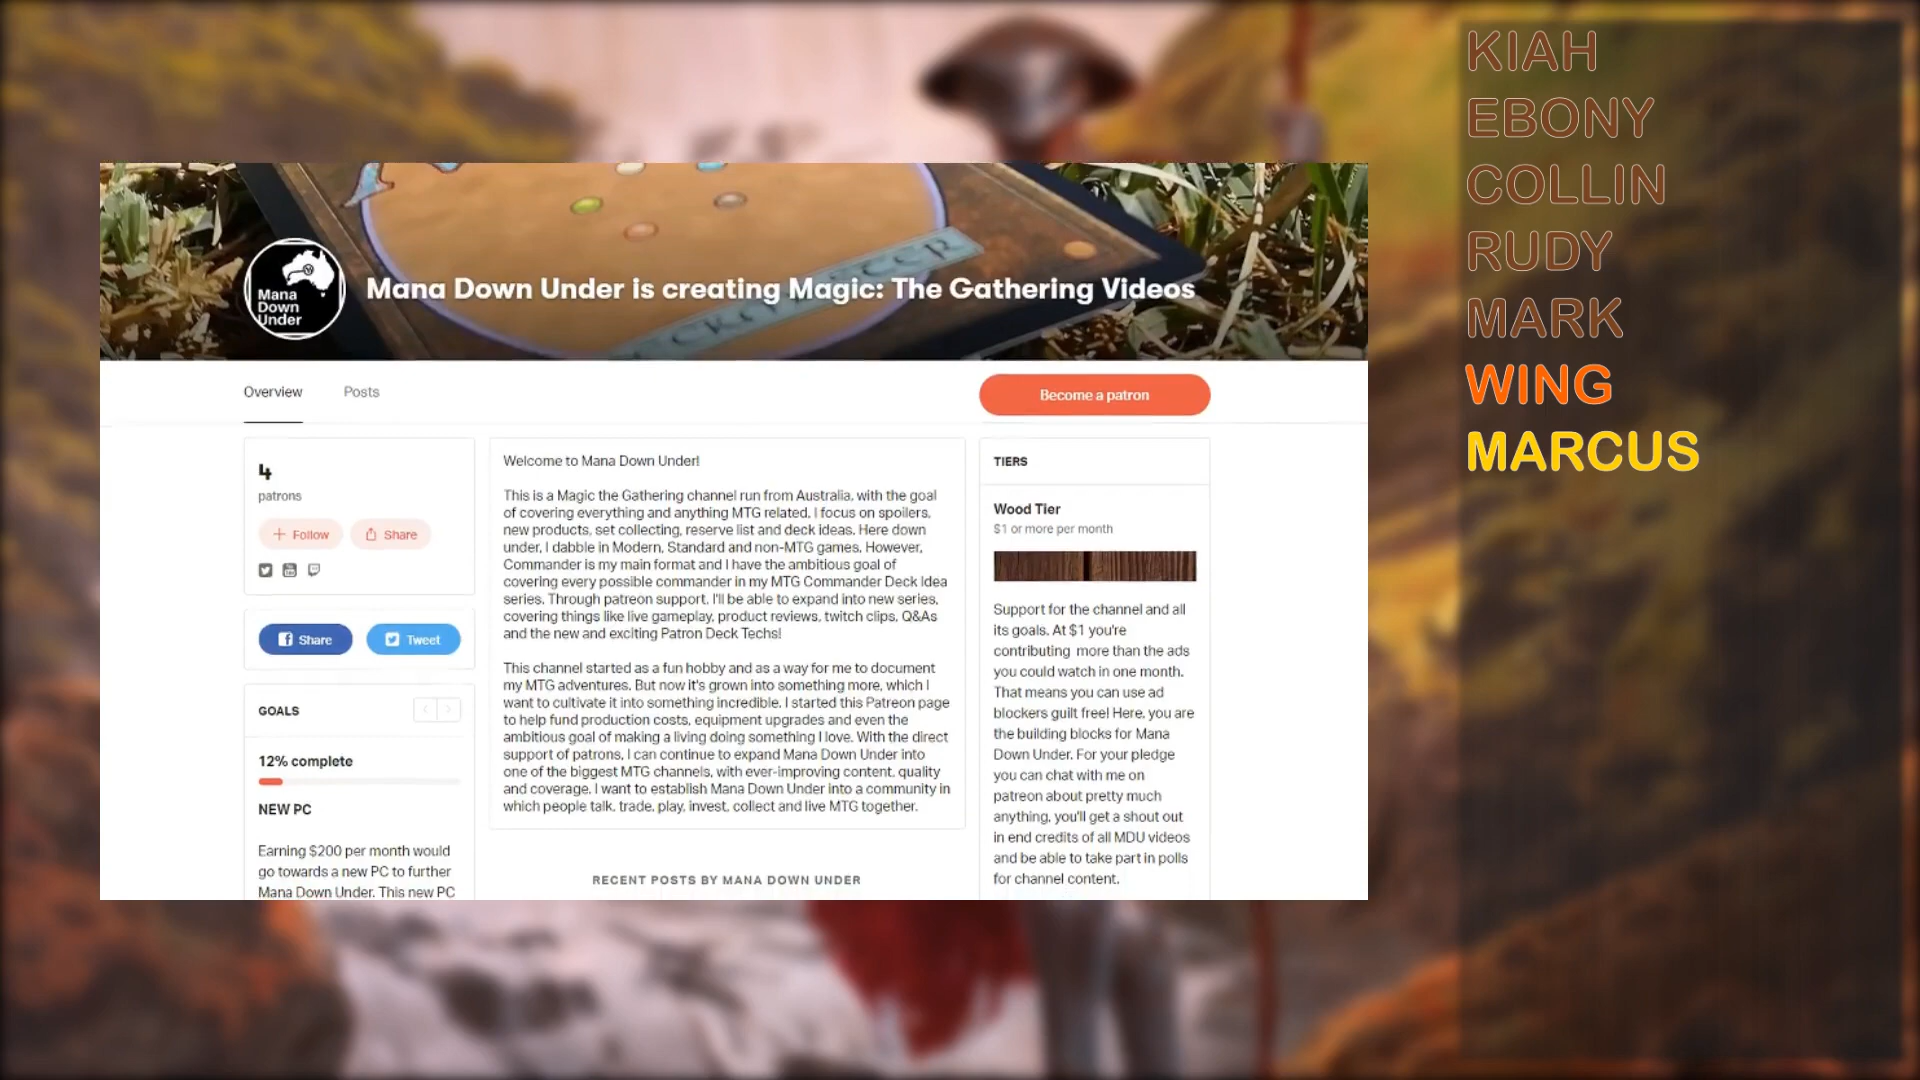 KIAH
EBONY
COLLIN
RUDY
MARK
WING
MARCUS
Mana
Down
Under
Mana Down Under is creating Magic: The Gathering Videos
Overview
Posts
Become a patron
4
patrons
Follow
Share
Share
Tweet
GOALS
12% complete
NEW PC
Earning $200 per month would
go towards a new PC to further
Mana Down Under. This new PC
Welcome to Mana Down Under!
This is a Magic the Gathering channel run from Australia, with the goal
of covering everything and anything MTG related. I focus on spoilers,
new products, set collecting, reserve list and deck ideas. Here down
under, I dabble in Modern, Standard and non-MTG games. However,
Commander is my main format and I have the ambitious goal of
covering every possible commander in my MTG Commander Deck Idea
series. Through patreon support, I'll be able to expand into new series,
covering things like live gameplay, product reviews, twitch clips, Q&As
and the new and exciting Patron Deck Techs!
This channel started as a fun hobby and as a way for me to document
my MTG adventures. But now it's grown into something more, which I
want to cultivate it into something incredible. I started this Patreon page
to help fund production costs, equipment upgrades and even the
ambitious goal of making a living doing something I love. With the direct
support of patrons, I can continue to expand Mana Down Under into
one of the biggest MTG channels, with ever-improving content, quality
and coverage. I want to establish Mana Down Under into a community in
which people talk, trade, play, invest, collect and live MTG together.
RECENT POSTS BY MANA DOWN UNDER
TIERS
Wood Tier
$1 or more per month
Support for the channel and all
its goals. At $1 you're
contributing more than the ads
you could watch in one month.
That means you can use ad
blockers guilt free! Here, you are
the building blocks for Mana
Down Under. For your pledge
you can chat with me on
patreon about pretty much
anything, you'll get a shout out
in end credits of all MDU videos
and be able to take part in polls
for channel content.